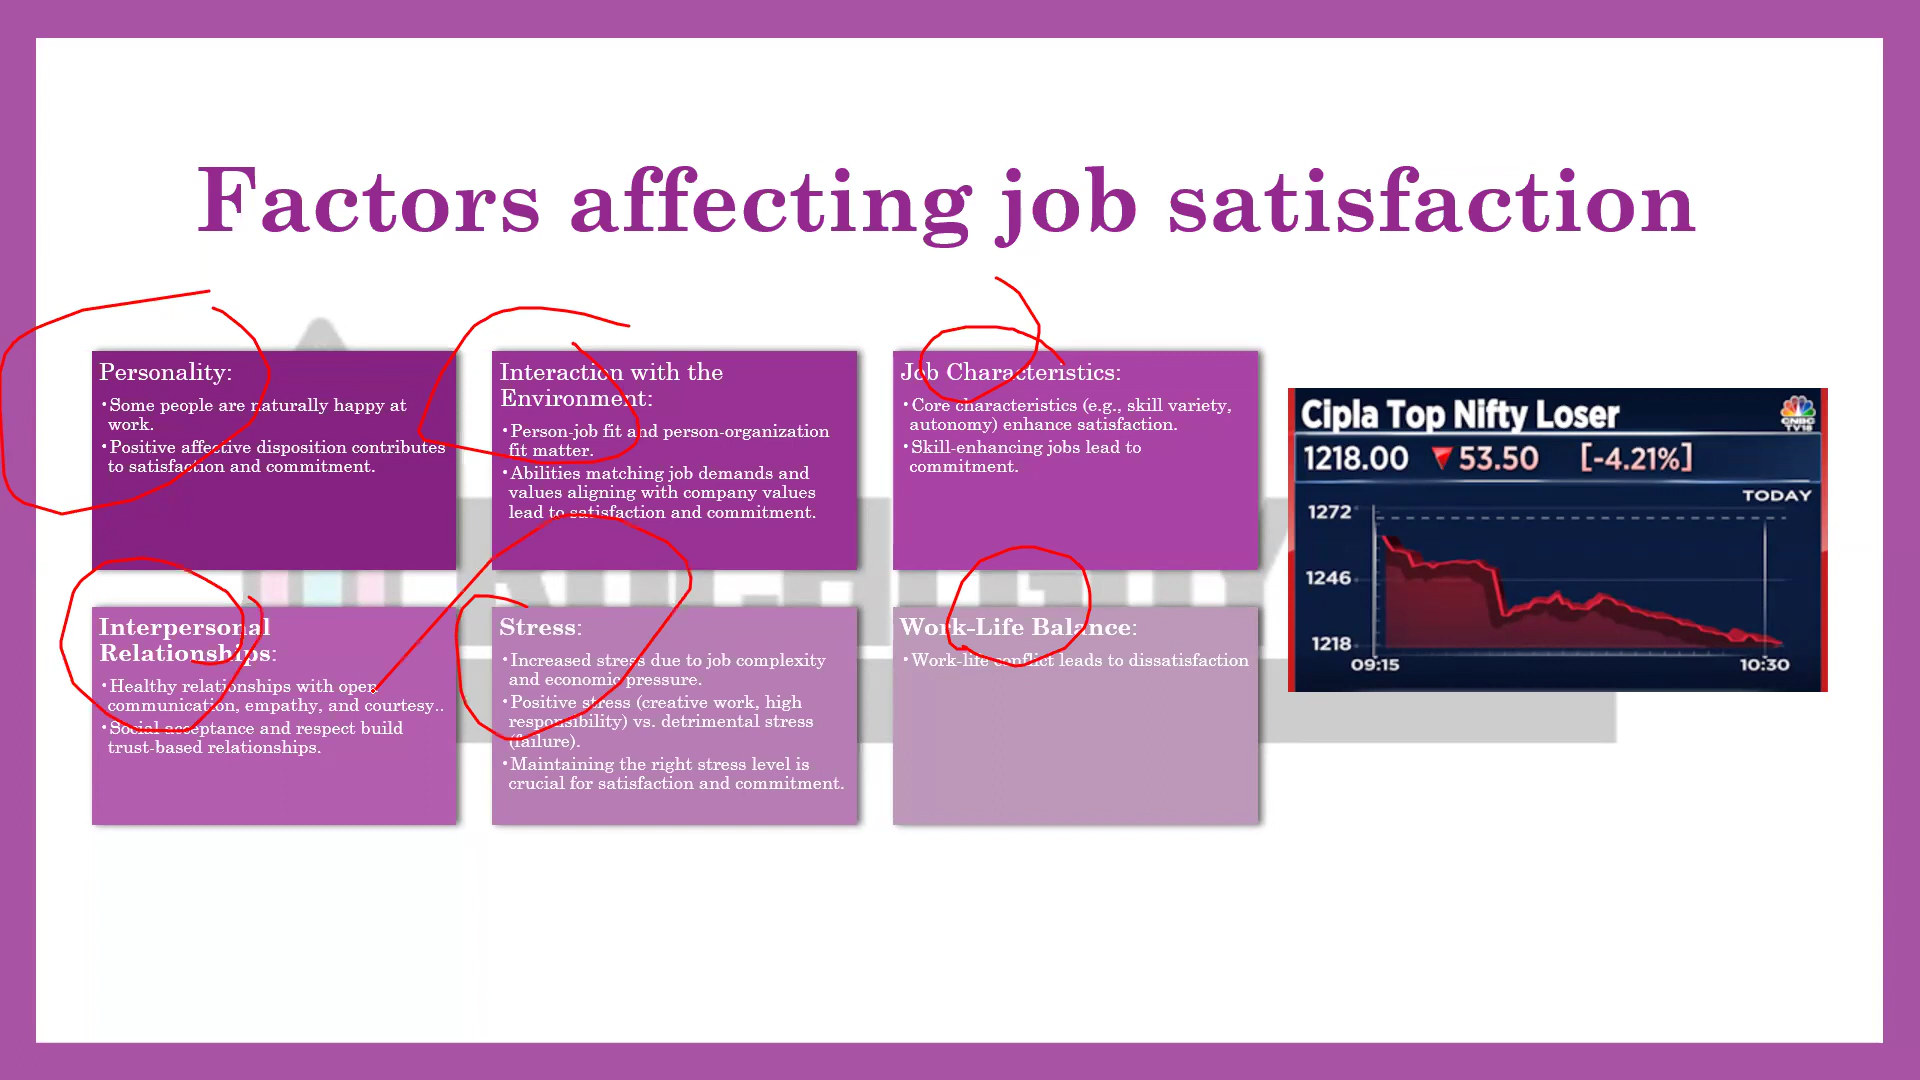 Factors affecting job satisfaction
Personality:
•Some people are naturally happy at
work.
•Positive affective disposition contributes
to satisfaction and commitment.
Interaction with the
Environment:
•Person-job fit and person-organization
fit matter.
•Abilities matching job demands and
values aligning with company values
lead to satisfaction and commitment.
Job Characteristics:
•Core characteristics (e.g., skill variety,
autonomy) enhance satisfaction.
•Skill-enhancing jobs lead to
commitment.
Interpersonal
Relationships:
•Healthy relationships with open
communication, empathy, and courtesy..
•Social acceptance and respect build
trust-based relationships.
Stress:
•Increased stress due to job complexity
and economic pressure.
•Positive stress (creative work, high
responsibility) vs. detrimental stress
(failure).
•Maintaining the right stress level is
crucial for satisfaction and commitment.
Work-Life Balance:
•Work-life conflict leads to dissatisfaction
Cipla Top Nifty Loser
CNBC
TV18
1218.00 ▼53.50 [-4.21%]
TODAY
1272
1246
1218
09:15 10:30